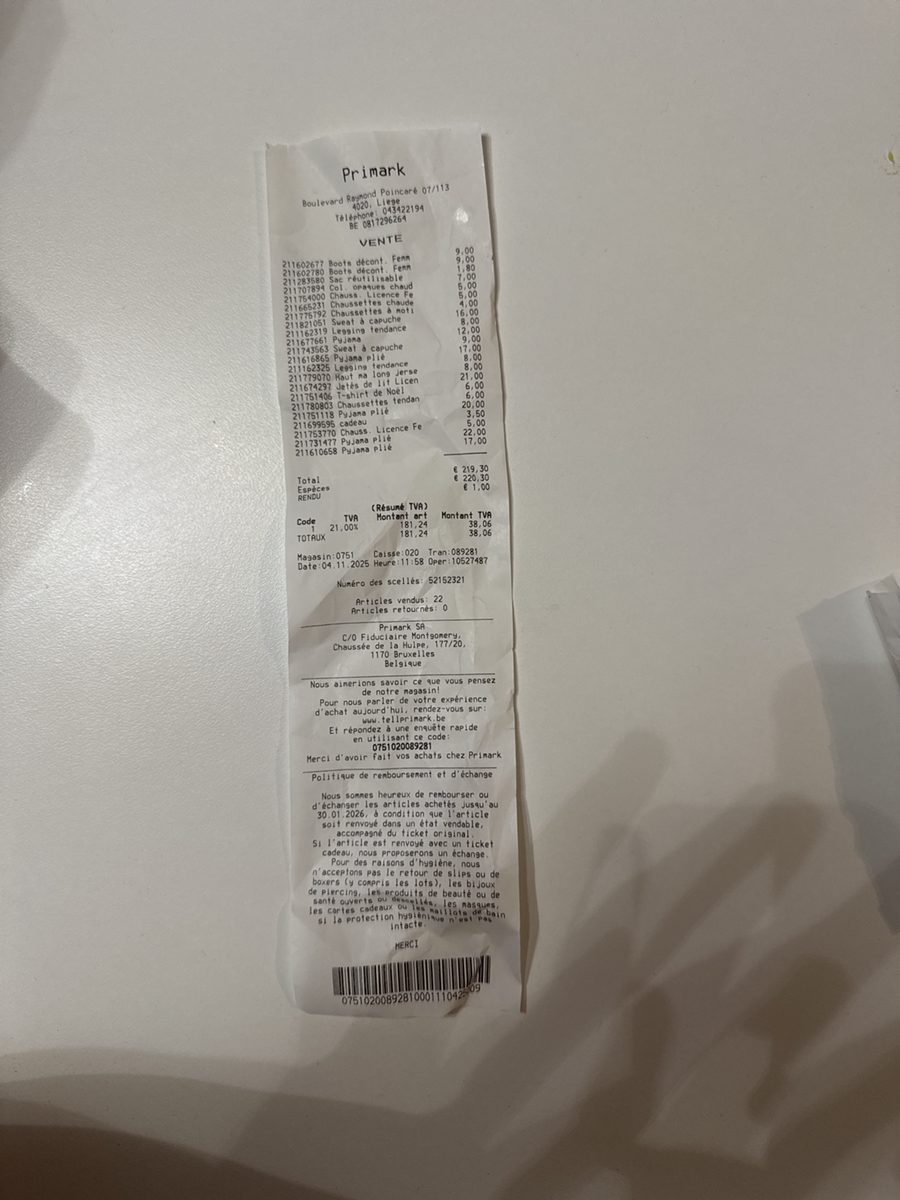 Primark
Boulevard Raymond Poincaré 07/113
4020, Liege
Téléphone: 043422194
BE 0817296264
VENTE
211602677 Boots décont. Femm 9,00
211602780 Boots décont. Femm 9,00
211283580 Sac réutilisable 1,80
211707894 Col. opaques chaud 7,00
211754000 Chauss. Licence Fe 5,00
211665231 Chaussettes chaude 5,00
211775792 Chaussettes à moti 4,00
211821051 Sweat à capuche 16,00
211162319 Legging tendance 8,00
211677661 Pyjama 12,00
211743563 Sweat à capuche 9,00
211616865 Pyjama plié 17,00
211162325 Legging tendance 8,00
211779070 Haut ma long jerse 8,00
211674297 Jetés de lit Licen 21,00
211751406 T-shirt de Noël 6,00
211780803 Chaussettes tendan 6,00
211751118 Pyjama plié 20,00
211699595 cadeau 3,50
211753770 Chauss. Licence Fe 5,00
211731477 Pyjama plié 22,00
211610658 Pyjama plié 17,00
Total € 219,30
Espèces € 220,30
RENDU € 1,00
(Résumé TVA)
Code TVA Montant art Montant TVA
1 21,00% 181,24 38,06
TOTAUX 181,24 38,06
Magasin:0751 Caisse:020 Tran:089281
Date:04.11.2025 Heure:11:58 Oper:10527487
Numéro des scellés: 52152321
Articles vendus: 22
Articles retournés: 0
Primark SA
C/O Fiduciaire Montgomery,
Chaussée de la Hulpe, 177/20,
1170 Bruxelles
Belgique
Nous aimerions savoir ce que vous pensez
de notre magasin!
Pour nous parler de votre expérience
d'achat aujourd'hui, rendez-vous sur:
www.tellprimark.be
Et répondez à une enquête rapide
en utilisant ce code:
0751020089281
Merci d'avoir fait vos achats chez Primark
Politique de remboursement et d'échange
Nous sommes heureux de rembourser ou
d'échanger les articles achetés jusqu'au
30.01.2026, à condition que l'article
soit renvoyé dans un état vendable,
accompagné du ticket original.
Si l'article est renvoyé avec un ticket
cadeau, nous proposerons un échange.
Pour des raisons d'hygiène, nous
n'acceptons pas le retour de slips ou de
boxers (y compris les lots), les bijoux
de piercing, les produits de beauté ou de
santé ouverts ou descellés, les masques,
les cartes cadeaux ou les maillots de bain
si la protection hygiénique n'est pas
intacte.
MERCI